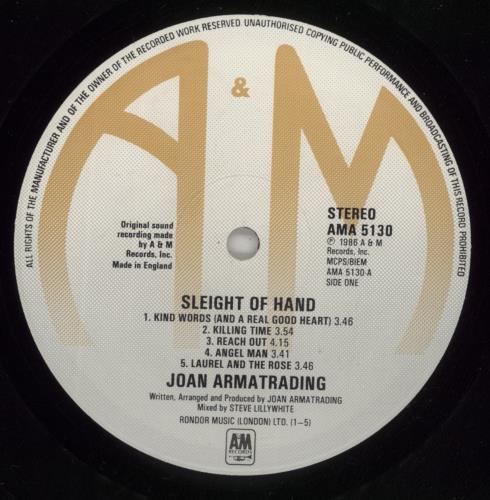 ALL RIGHTS OF THE MANUFACTURER AND OF THE OWNER OF THE RECORDED WORK RESERVED. UNAUTHORISED COPYING PUBLIC PERFORMANCE AND BROADCASTING OF THIS RECORD PROHIBITED
A & M
Original sound
recording made
by A & M
Records, Inc.
Made in England
STEREO
AMA 5130
℗ 1986 A & M
Records, Inc.
MCPS/BIEM
AMA 5130-A
SIDE ONE
SLEIGHT OF HAND
1. KIND WORDS (AND A REAL GOOD HEART) 3.46
2. KILLING TIME 3.54
3. REACH OUT 4.15
4. ANGEL MAN 3.41
5. LAUREL AND THE ROSE 3.46
JOAN ARMATRADING
Written, Arranged and Produced by JOAN ARMATRADING
Mixed by STEVE LILLYWHITE
RONDOR MUSIC (LONDON) LTD. (1–5)
A&M
RECORDS